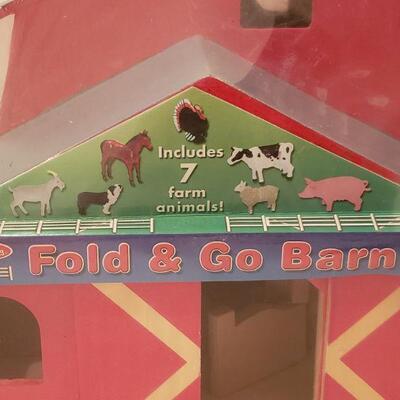 Includes
7
farm
animals!
Fold & Go Barn